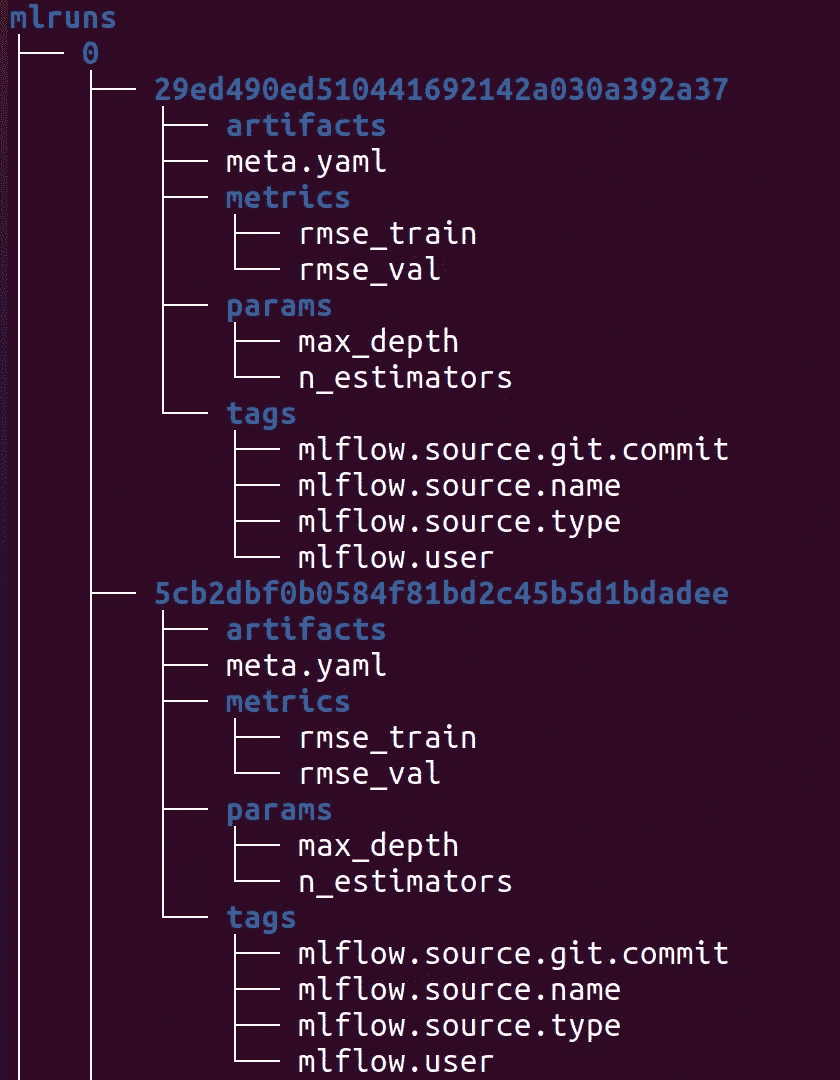 mlruns
0
29ed490ed510441692142a030a392a37
artifacts
meta.yaml
metrics
rmse_train
rmse_val
params
max_depth
n_estimators
tags
mlflow.source.git.commit
mlflow.source.name
mlflow.source.type
mlflow.user
5cb2dbf0b0584f81bd2c45b5d1bdadee
artifacts
meta.yaml
metrics
rmse_train
rmse_val
params
max_depth
n_estimators
tags
mlflow.source.git.commit
mlflow.source.name
mlflow.source.type
mlflow.user